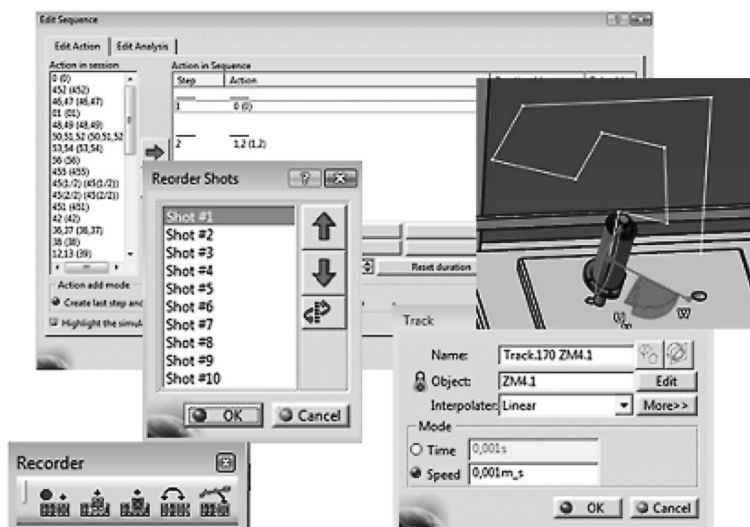 Edit Sequence
Edit Action Edit Analysis
Action in session
0 (0)
452 (452)
46,47 (46,47)
01 (01)
48,49 (48,49)
50,51,52 (50,51,52
53,54 (53,54)
56 (56)
455 (455)
45(1/2) (45(1/2))
45(2/2) (45(2/2))
451 (451)
42 (42)
36,37 (36,37)
38 (38)
12,13 (39)
Action add mode
Create last step and
Highlight the simula
Action in Sequence
Step Action
1 0 (0)
2 1,2 (1,2)
Reset duration
Reorder Shots
Shot #1
Shot #2
Shot #3
Shot #4
Shot #5
Shot #6
Shot #7
Shot #8
Shot #9
Shot #10
OK Cancel
W
Track
Name: Track.170 ZM4.1
Object: ZM4.1 Edit
Interpolater: Linear More>>
Mode
Time 0,001s
Speed 0,001m_s
OK Cancel
Recorder